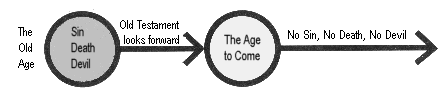 The
Old
Age
Sin
Death
Devil
Old Testament
looks forward
The Age
to Come
No Sin, No Death, No Devil